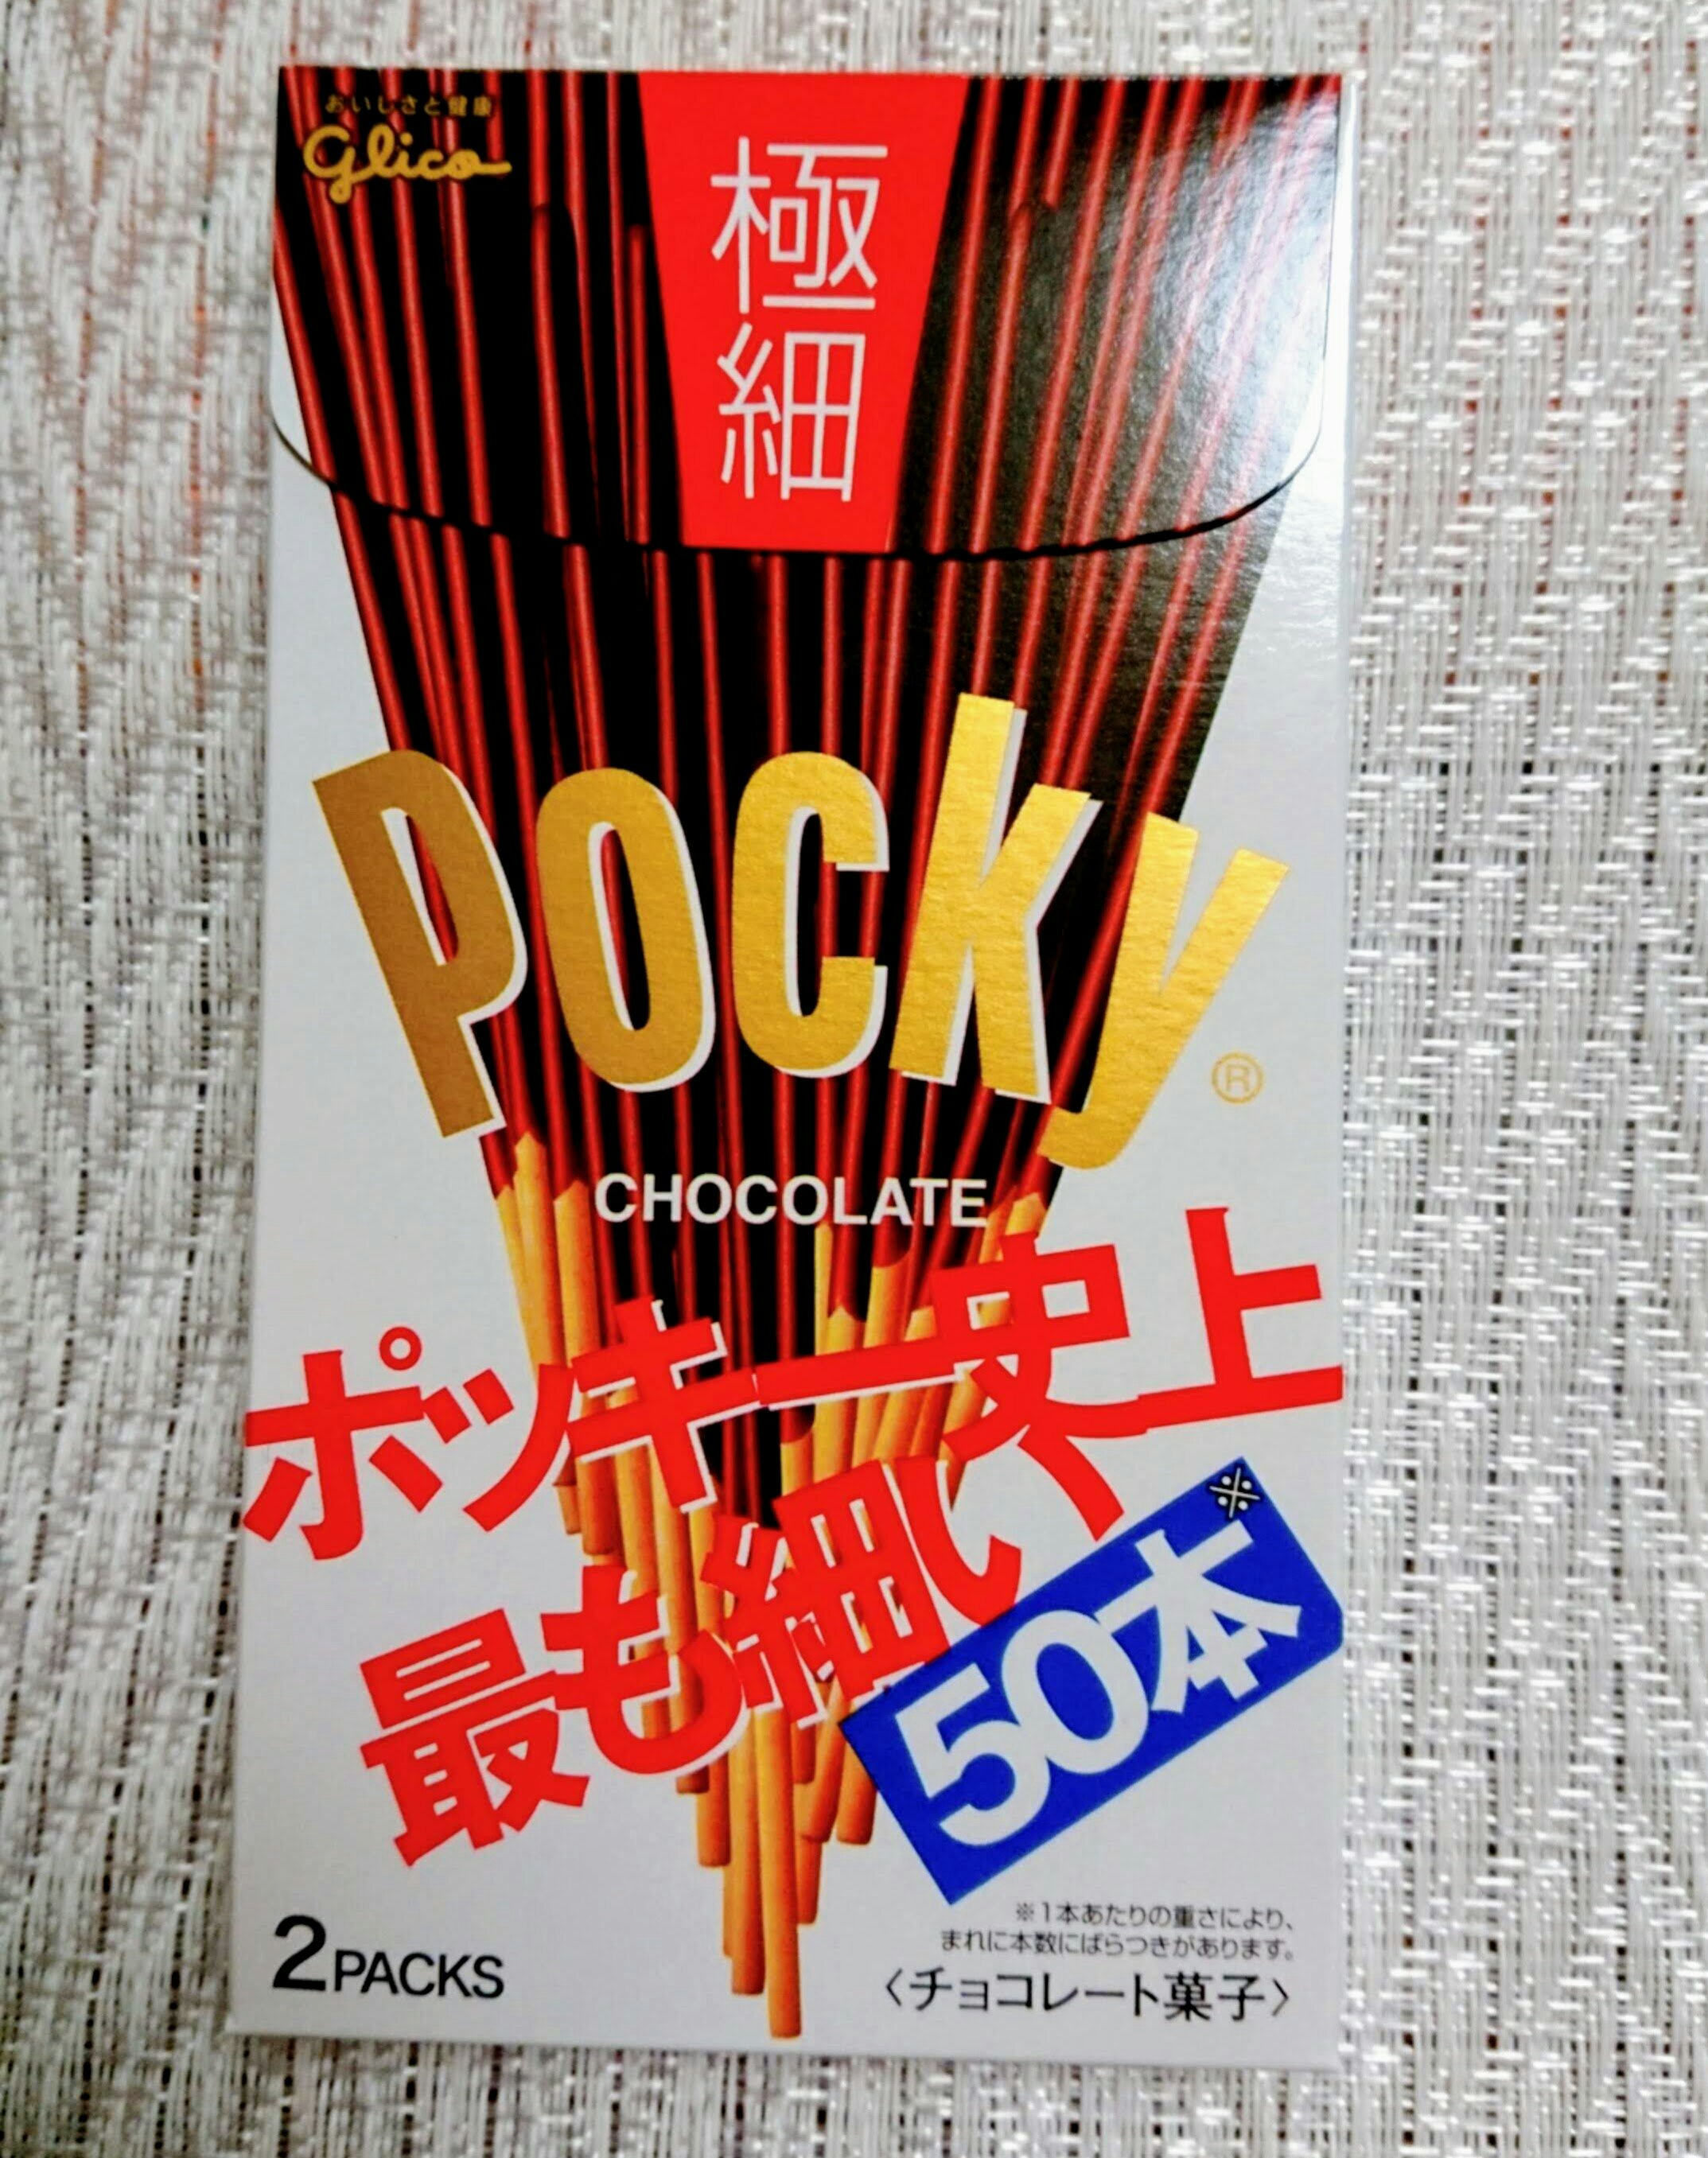 おいしさと健康
Glico
極細
POCKY
®
CHOCOLATE
ポッキー史上
最も細い
50本※
※1本あたりの重さにより、
まれに本数にばらつきがあります。
2PACKS
〈チョコレート菓子〉